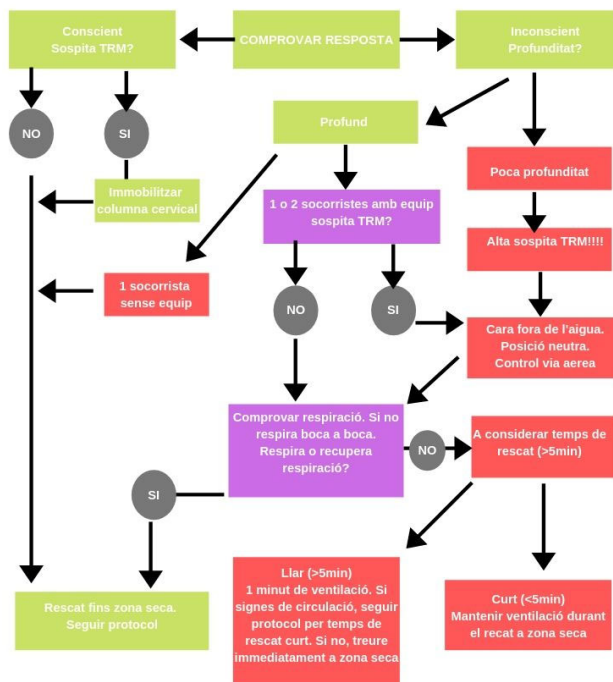 Conscient
Sospita TRM?
COMPROVAR RESPOSTA
Inconscient
Profunditat?
NO
SI
Profund
Poca profunditat
Immobilitzar
columna cervical
1 o 2 socorristes amb equip
sospita TRM?
Alta sospita TRM!!!!
1 socorrista
sense equip
NO
SI
Cara fora de l'aigua.
Posició neutra.
Control via aerea
Comprovar respiració. Si no
respira boca a boca.
Respira o recupera
respiració?
NO
A considerar temps de
rescat (>5min)
SI
Rescat fins zona seca.
Seguir protocol
Llar (>5min)
1 minut de ventilació. Si
signes de circulació, seguir
protocol per temps de
rescat curt. Si no, treure
immediatament a zona seca
Curt (<5min)
Mantenir ventilació durant
el recat a zona seca